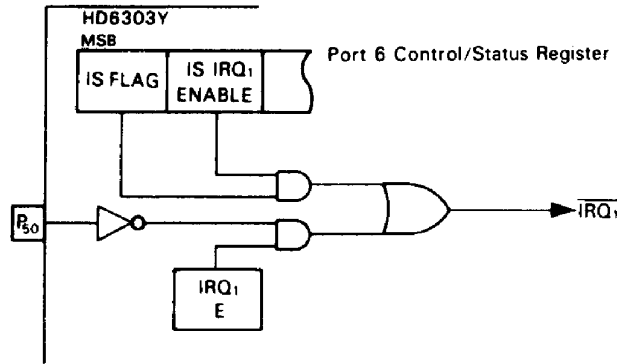 HD6303Y
MSB
IS FLAG
IS IRQ₁
ENABLE
Port 6 Control/Status Register
P₅₀
IRQ₁
IRQ₁
E